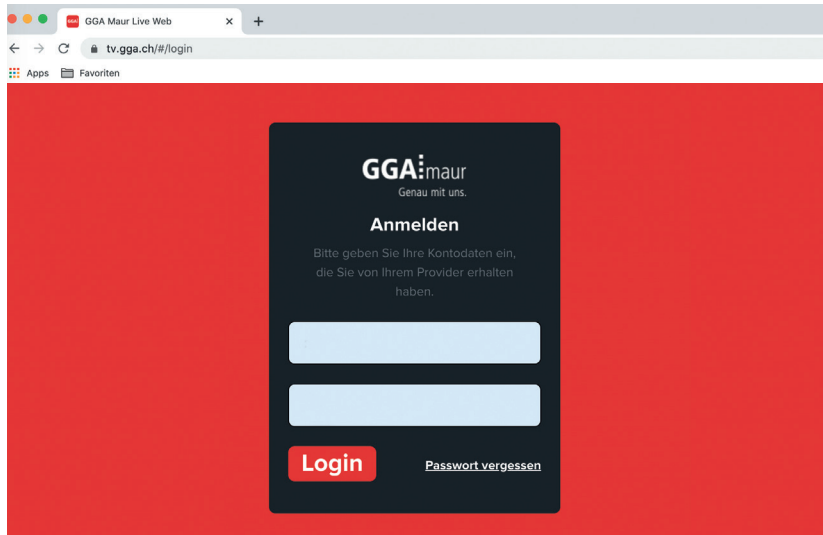 GGA Maur Live Web
tv.gga.ch/#/login
Apps Favoriten
GGA maur
Genau mit uns.
Anmelden
Bitte geben Sie Ihre Kontodaten ein,
die Sie von Ihrem Provider erhalten
haben.
Login Passwort vergessen